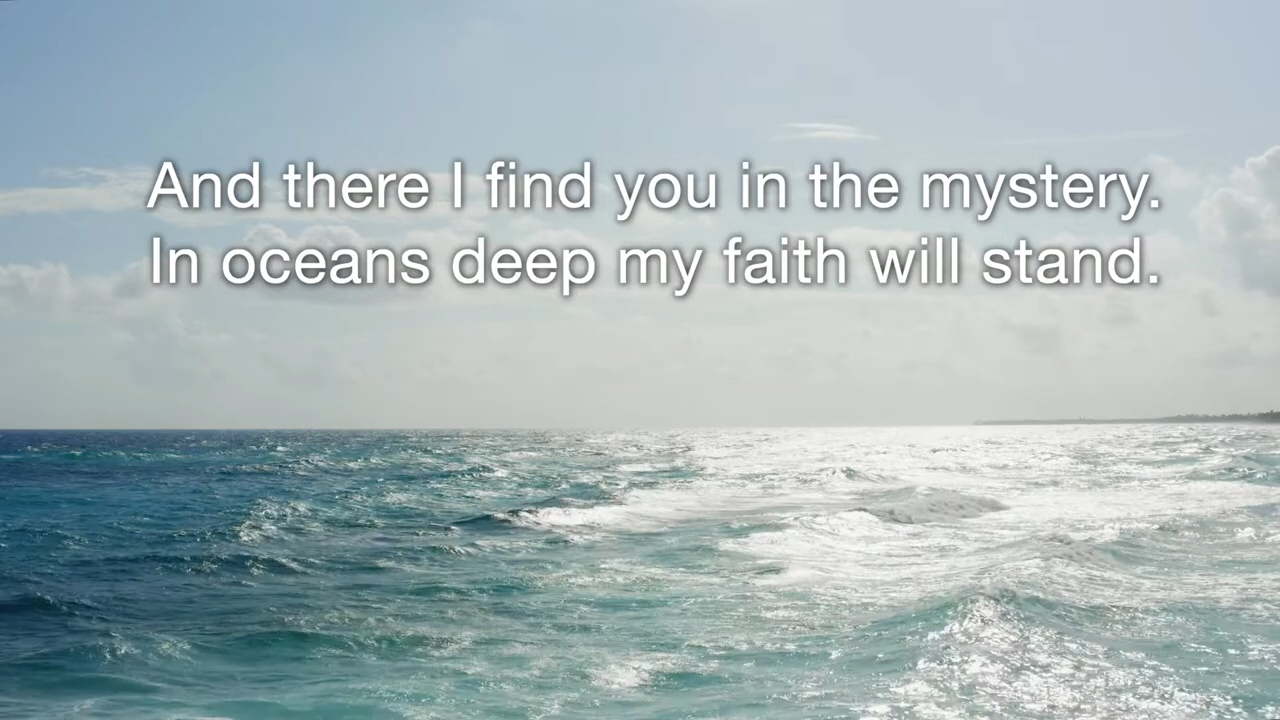 And there I find you in the mystery.
In oceans deep my faith will stand.